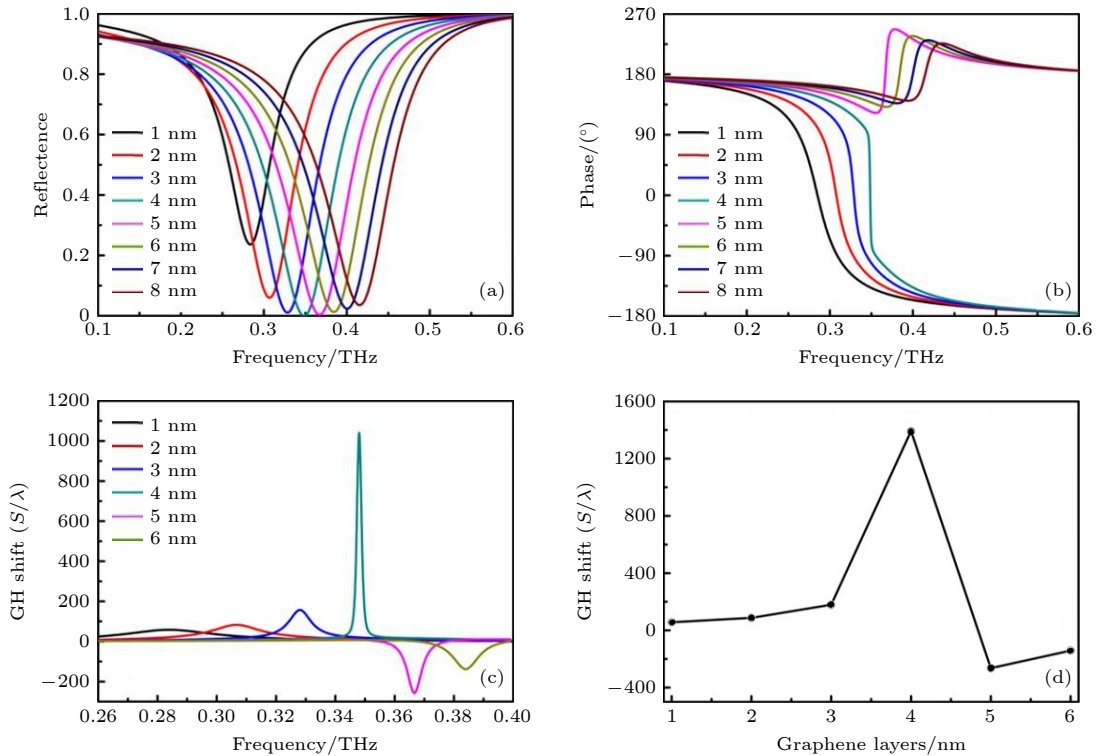 1.0
0.8
0.6
0.4
0.2
0
Reflectence
1 nm
2 nm
3 nm
4 nm
5 nm
6 nm
7 nm
8 nm
(a)
0.1 0.2 0.3 0.4 0.5 0.6
Frequency/THz
270
180
90
0
−90
−180
Phase/(°)
1 nm
2 nm
3 nm
4 nm
5 nm
6 nm
7 nm
8 nm
(b)
0.1 0.2 0.3 0.4 0.5 0.6
Frequency/THz
1200
1000
800
600
400
200
0
−200
GH shift (S/λ)
1 nm
2 nm
3 nm
4 nm
5 nm
6 nm
(c)
0.26 0.28 0.30 0.32 0.34 0.36 0.38 0.40
Frequency/THz
1600
1200
800
400
0
−400
GH shift (S/λ)
(d)
1 2 3 4 5 6
Graphene layers/nm